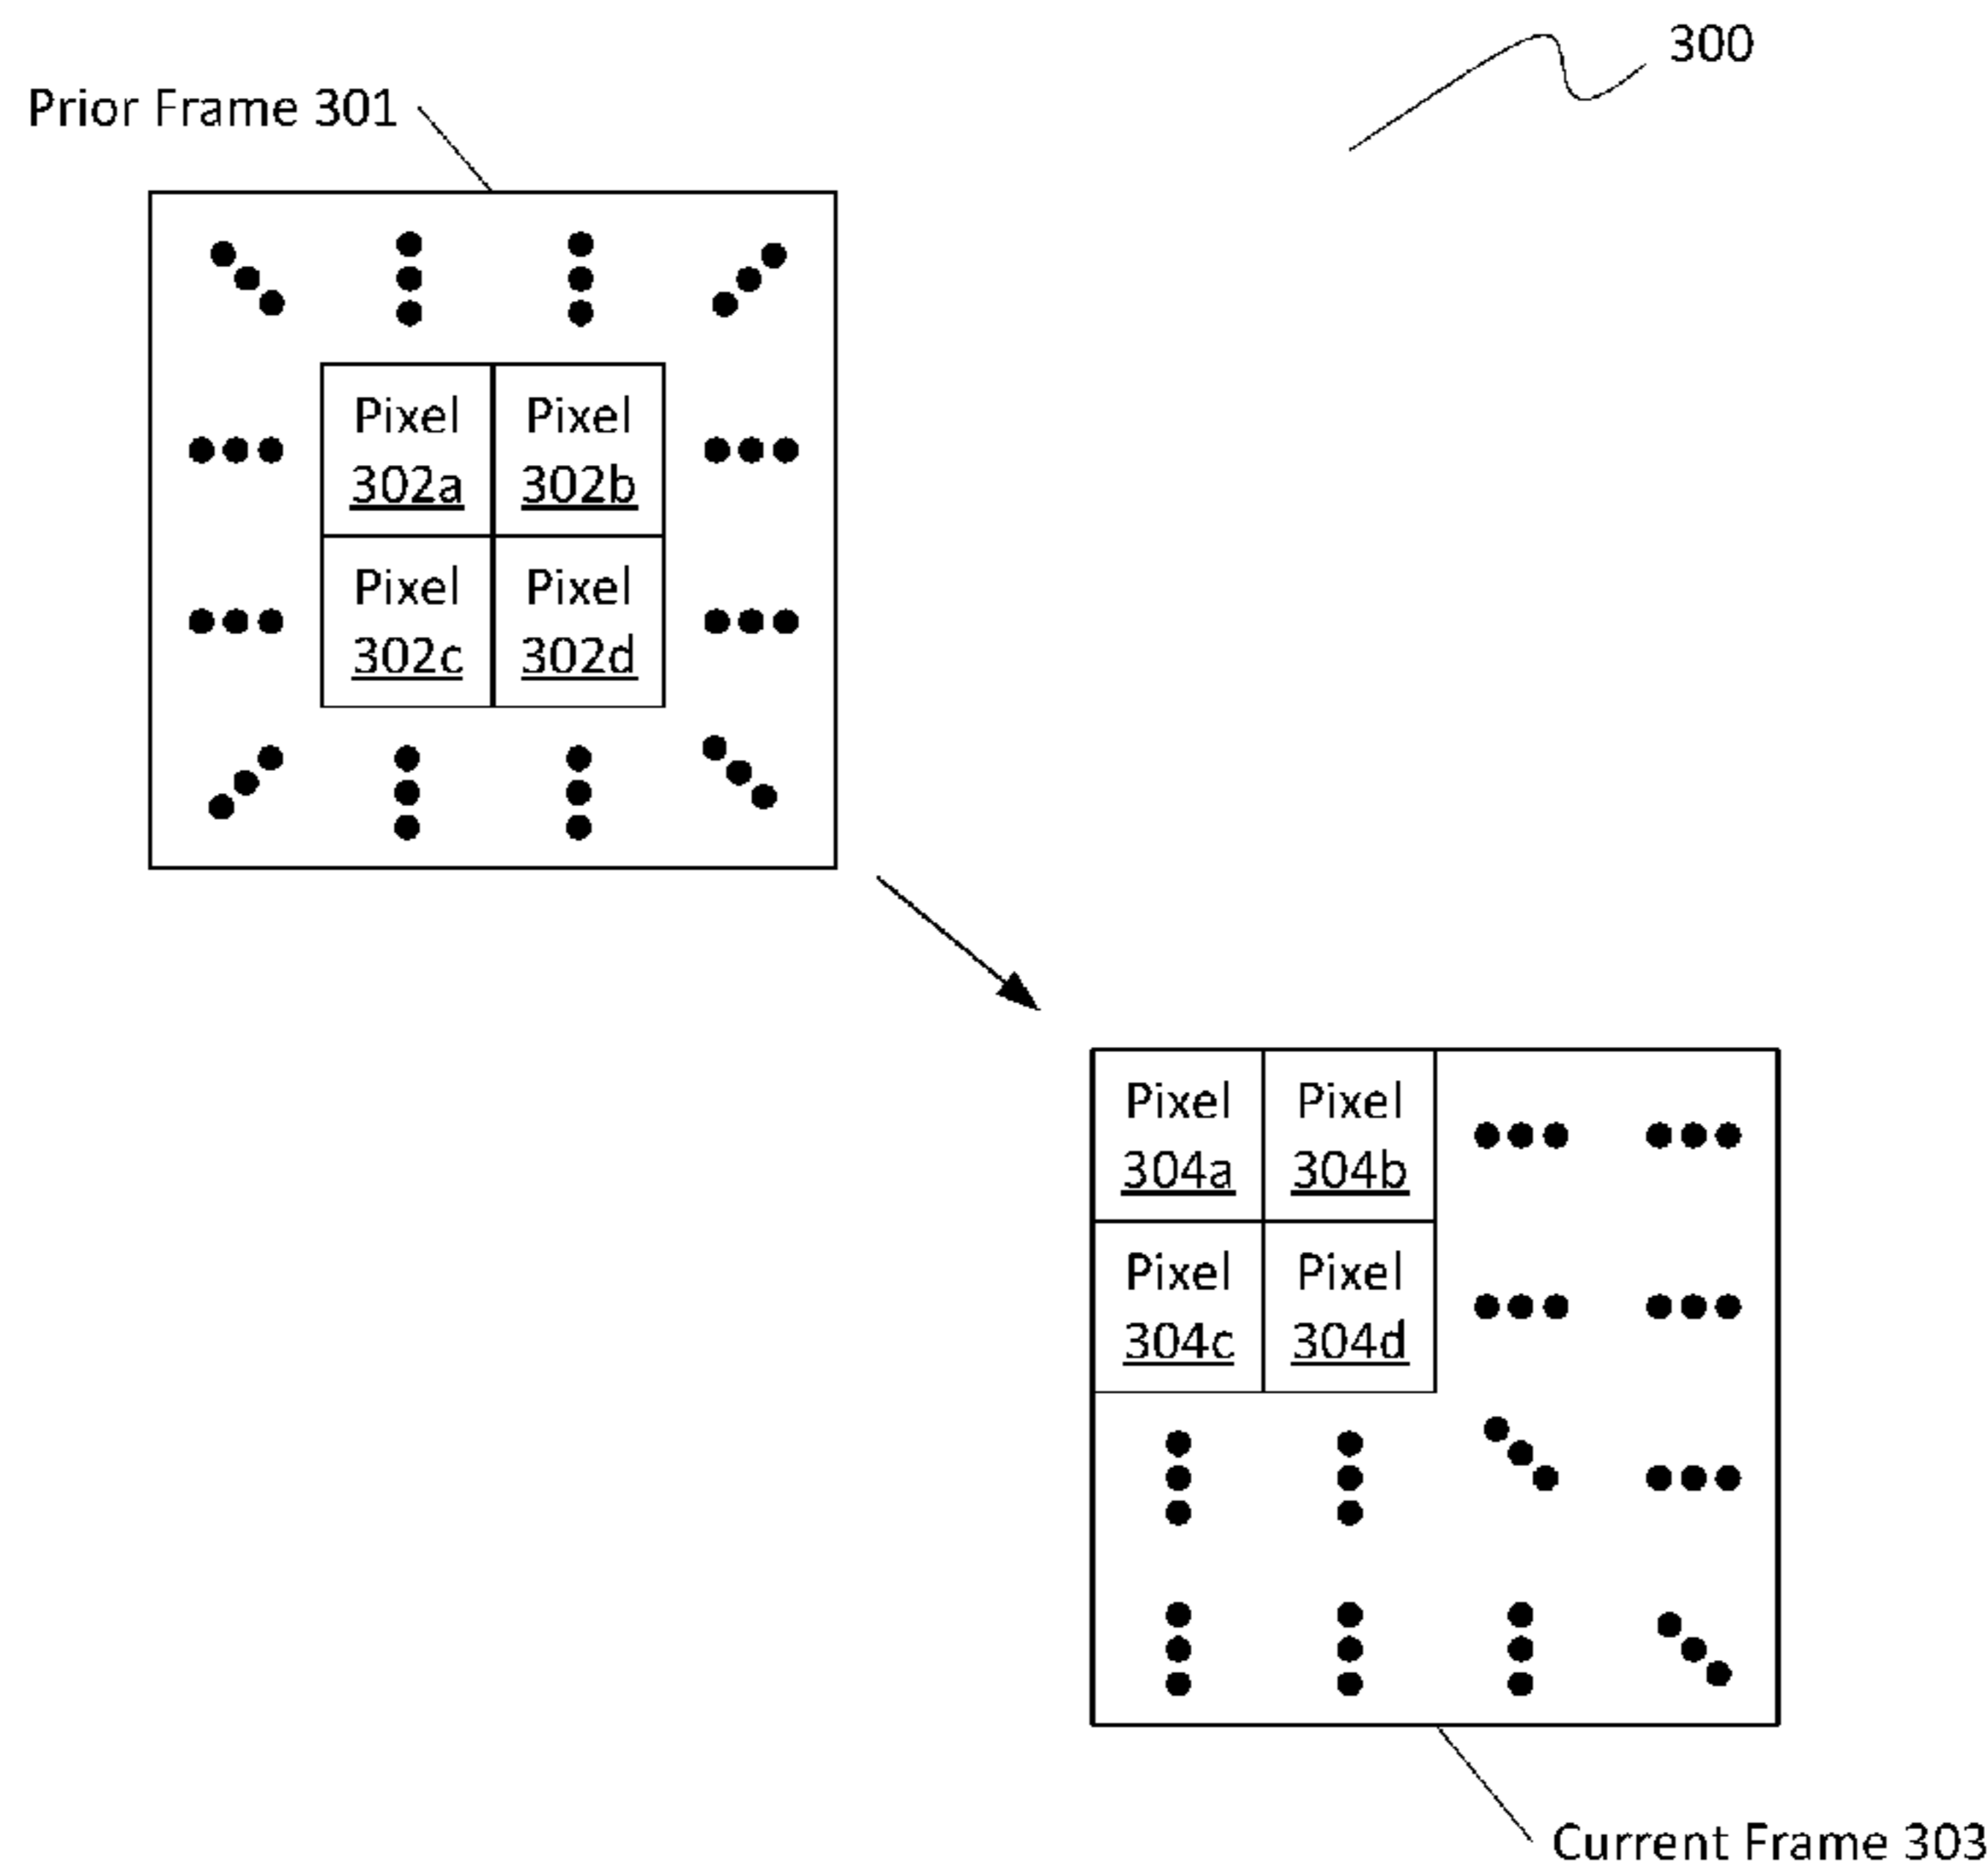 300
Prior Frame 301
Pixel Pixel
302a 302b
Pixel Pixel
302c 302d
Pixel Pixel
304a 304b
Pixel Pixel
304c 304d
Current Frame 303